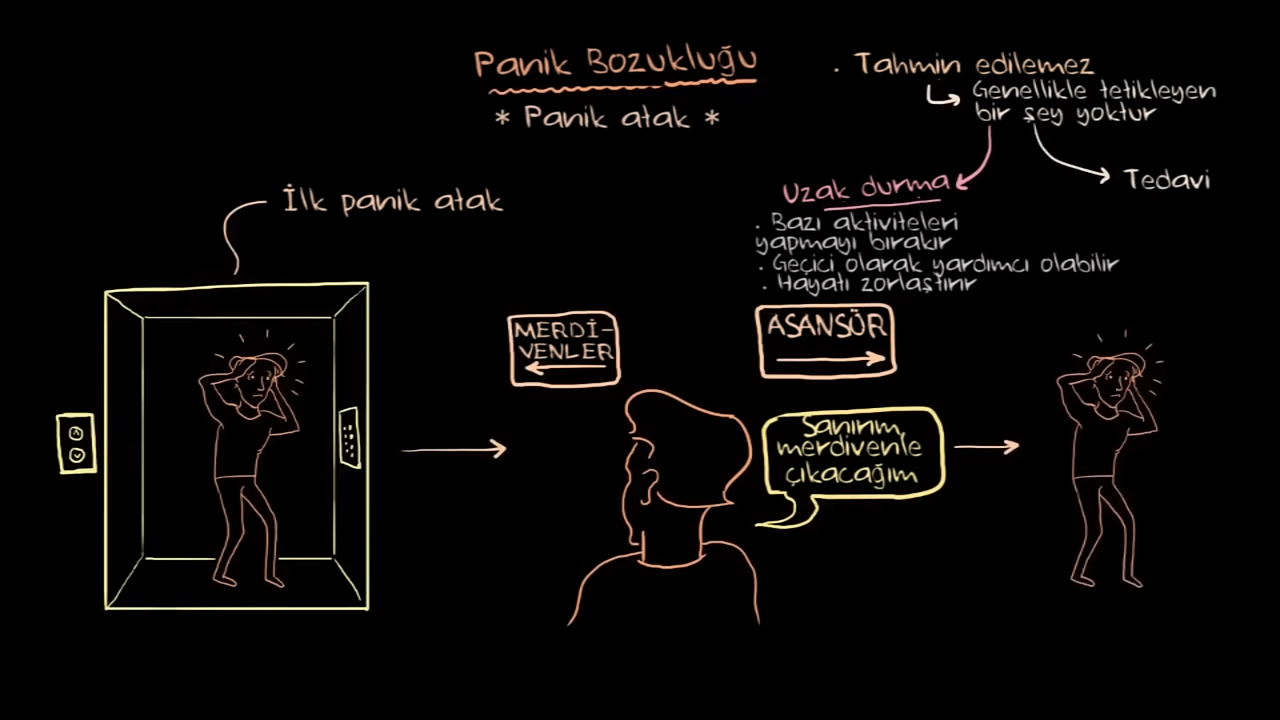 Panik Bozukluğu
* Panik atak *
. Tahmin edilemez
Genellikle tetikleyen
bir şey yoktur
Uzak durma
Tedavi
. Bazı aktiviteleri
yapmayı bırakır
. Geçici olarak yardımcı olabilir
. Hayatı zorlaştırır
İlk panik atak
MERDİ-
VENLER
ASANSÜR
Sanırım,
merdivenle
çıkacağım